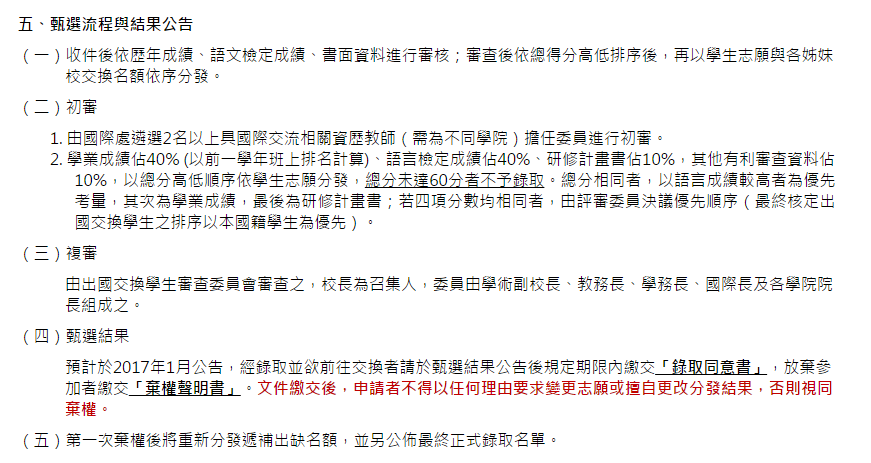 五、甄選流程與結果公告
（一）收件後依歷年成績、語文檢定成績、書面資料進行審核；審查後依總得分高低排序後，再以學生志願與各姊妹
校交換名額依序分發。
（二）初審
1. 由國際處遴選2名以上具國際交流相關資歷教師（需為不同學院）擔任委員進行初審。
2. 學業成績佔40% (以前一學年班上排名計算)、語言檢定成績佔40%、研修計畫書佔10%，其他有利審查資料佔
10%，以總分高低順序依學生志願分發，總分未達60分者不予錄取。總分相同者，以語言成績較高者為優先
考量，其次為學業成績，最後為研修計畫書；若四項分數均相同者，由評審委員決議優先順序（最終核定出
國交換學生之排序以本國籍學生為優先）。
（三）複審
由出國交換學生審查委員會審查之，校長為召集人，委員由學術副校長、教務長、學務長、國際長及各學院院
長組成之。
（四）甄選結果
預計於2017年1月公告，經錄取並欲前往交換者請於甄選結果公告後規定期限內繳交「錄取同意書」，放棄參
加者繳交「棄權聲明書」。文件繳交後，申請者不得以任何理由要求變更志願或擅自更改分發結果，否則視同
棄權。
（五）第一次棄權後將重新分發遞補出缺名額，並另公佈最終正式錄取名單。